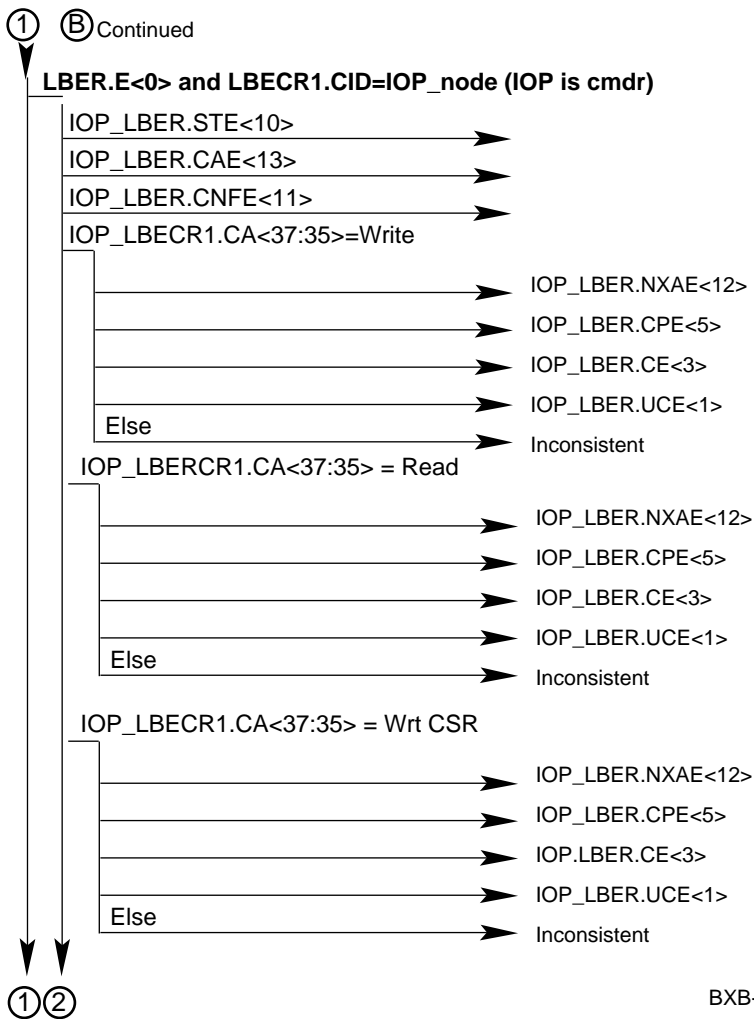 1 B Continued
LBER.E<0> and LBECR1.CID=IOP_node (IOP is cmdr)
IOP_LBER.STE<10>
IOP_LBER.CAE<13>
IOP_LBER.CNFE<11>
IOP_LBECR1.CA<37:35>=Write
IOP_LBER.NXAE<12>
IOP_LBER.CPE<5>
IOP_LBER.CE<3>
IOP_LBER.UCE<1>
Else
Inconsistent
IOP_LBERCR1.CA<37:35> = Read
IOP_LBER.NXAE<12>
IOP_LBER.CPE<5>
IOP_LBER.CE<3>
IOP_LBER.UCE<1>
Else
Inconsistent
IOP_LBECR1.CA<37:35> = Wrt CSR
IOP_LBER.NXAE<12>
IOP_LBER.CPE<5>
IOP.LBER.CE<3>
IOP_LBER.UCE<1>
Else
Inconsistent
1 2
BXB-